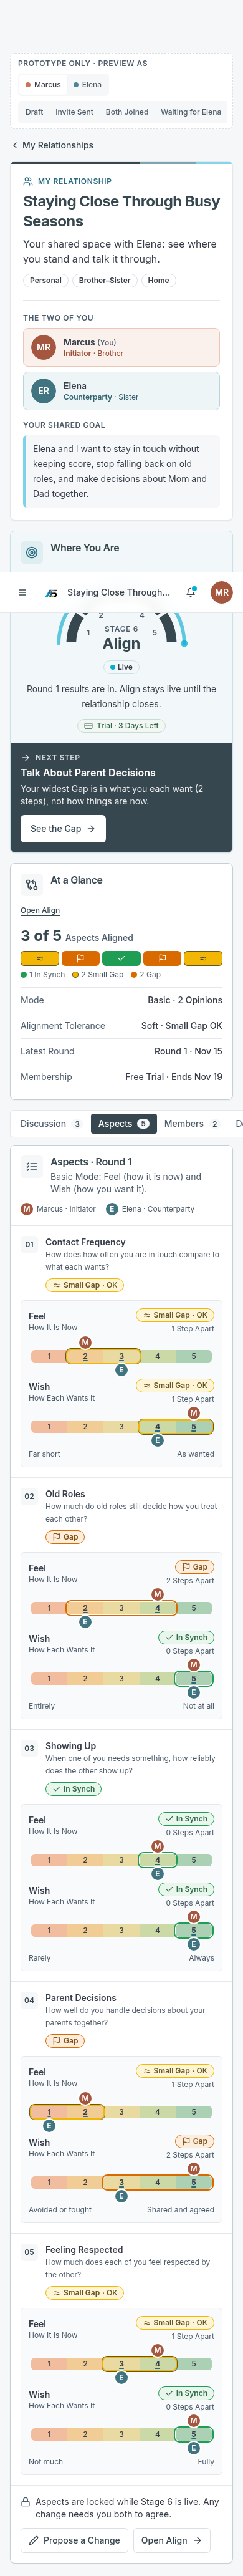 PROTOTYPE ONLY · PREVIEW AS
Marcus Elena
Draft Invite Sent Both Joined Waiting for Elena
My Relationships
MY RELATIONSHIP
Staying Close Through Busy
Seasons
Your shared space with Elena: see where
you stand and talk it through.
Personal Brother–Sister Home
THE TWO OF YOU
MR Marcus (You)
Initiator · Brother
ER Elena
Counterparty · Sister
YOUR SHARED GOAL
Elena and I want to stay in touch without
keeping score, stop falling back on old
roles, and make decisions about Mom and
Dad together.
Where You Are
Staying Close Through... MR
1 2 4 5
STAGE 6
Align
Live
Round 1 results are in. Align stays live until the
relationship closes.
Trial · 3 Days Left
NEXT STEP
Talk About Parent Decisions
Your widest Gap is in what you each want (2
steps), not how things are now.
See the Gap
At a Glance
Open Align
3 of 5 Aspects Aligned
1 In Synch 2 Small Gap 2 Gap
Mode Basic · 2 Opinions
Alignment Tolerance Soft · Small Gap OK
Latest Round Round 1 · Nov 15
Membership Free Trial · Ends Nov 19
Discussion 3 Aspects 5 Members 2
Aspects · Round 1
Basic Mode: Feel (how it is now) and
Wish (how you want it).
M Marcus · Initiator E Elena · Counterparty
01 Contact Frequency
How does how often you are in touch compare to
what each wants?
Small Gap · OK
Feel Small Gap · OK
How It Is Now 1 Step Apart
M
1 2 3 4 5
E
Wish Small Gap · OK
How Each Wants It 1 Step Apart
M
1 2 3 4 5
E
Far short As wanted
02 Old Roles
How much do old roles still decide how you treat
each other?
Gap
Feel Gap
How It Is Now 2 Steps Apart
M
1 2 3 4 5
E
Wish In Synch
How Each Wants It 0 Steps Apart
M
1 2 3 4 5
E
Entirely Not at all
03 Showing Up
When one of you needs something, how reliably
does the other show up?
In Synch
Feel In Synch
How It Is Now 0 Steps Apart
M
1 2 3 4 5
E
Wish In Synch
How Each Wants It 0 Steps Apart
M
1 2 3 4 5
E
Rarely Always
04 Parent Decisions
How well do you handle decisions about your
parents together?
Gap
Feel Small Gap · OK
How It Is Now 1 Step Apart
M
1 2 3 4 5
E
Wish Gap
How Each Wants It 2 Steps Apart
M
1 2 3 4 5
E
Avoided or fought Shared and agreed
05 Feeling Respected
How much does each of you feel respected by
the other?
Small Gap · OK
Feel Small Gap · OK
How It Is Now 1 Step Apart
M
1 2 3 4 5
E
Wish In Synch
How Each Wants It 0 Steps Apart
M
1 2 3 4 5
E
Not much Fully
Aspects are locked while Stage 6 is live. Any
change needs you both to agree.
Propose a Change Open Align